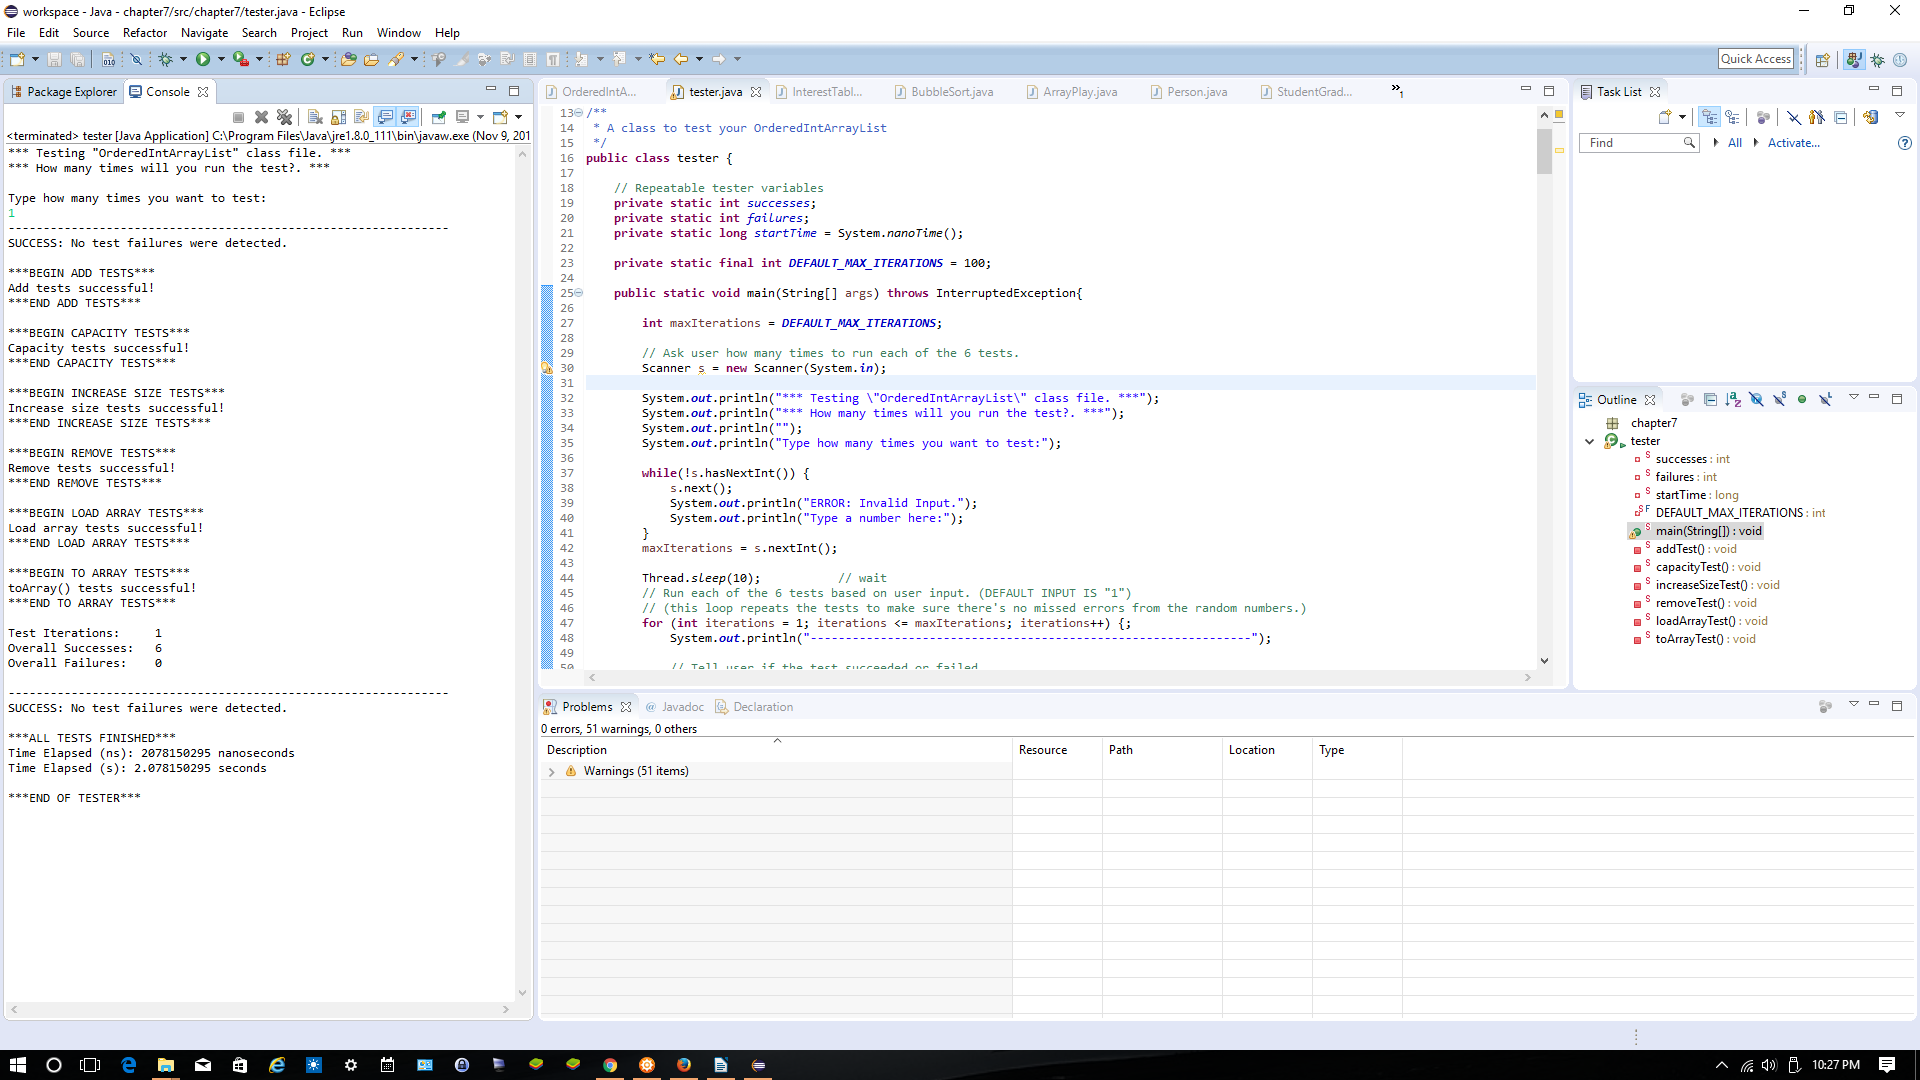 workspace - Java - chapter7/src/chapter7/tester.java - Eclipse
File Edit Source Refactor Navigate Search Project Run Window Help
Quick Access
Package Explorer Console
<terminated> tester [Java Application] C:\Program Files\Java\jre1.8.0_111\bin\javaw.exe (Nov 9, 201
*** Testing "OrderedIntArrayList" class file. ***
*** How many times will you run the test?. ***
Type how many times you want to test:
1
---------------------------------------------------------------
SUCCESS: No test failures were detected.
***BEGIN ADD TESTS***
Add tests successful!
***END ADD TESTS***
***BEGIN CAPACITY TESTS***
Capacity tests successful!
***END CAPACITY TESTS***
***BEGIN INCREASE SIZE TESTS***
Increase size tests successful!
***END INCREASE SIZE TESTS***
***BEGIN REMOVE TESTS***
Remove tests successful!
***END REMOVE TESTS***
***BEGIN LOAD ARRAY TESTS***
Load array tests successful!
***END LOAD ARRAY TESTS***
***BEGIN TO ARRAY TESTS***
toArray() tests successful!
***END TO ARRAY TESTS***
Test Iterations: 1
Overall Successes: 6
Overall Failures: 0
---------------------------------------------------------------
SUCCESS: No test failures were detected.
***ALL TESTS FINISHED***
Time Elapsed (ns): 2078150295 nanoseconds
Time Elapsed (s): 2.078150295 seconds
***END OF TESTER***
OrderedIntA... tester.java InterestTabl... BubbleSort.java ArrayPlay.java Person.java StudentGrad... »1
13 /**
14 * A class to test your OrderedIntArrayList
15 */
16 public class tester {
17
18 // Repeatable tester variables
19 private static int successes;
20 private static int failures;
21 private static long startTime = System.nanoTime();
22
23 private static final int DEFAULT_MAX_ITERATIONS = 100;
24
25 public static void main(String[] args) throws InterruptedException{
26
27 int maxIterations = DEFAULT_MAX_ITERATIONS;
28
29 // Ask user how many times to run each of the 6 tests.
30 Scanner s = new Scanner(System.in);
31
32 System.out.println("*** Testing \"OrderedIntArrayList\" class file. ***");
33 System.out.println("*** How many times will you run the test?. ***");
34 System.out.println("");
35 System.out.println("Type how many times you want to test:");
36
37 while(!s.hasNextInt()) {
38 s.next();
39 System.out.println("ERROR: Invalid Input.");
40 System.out.println("Type a number here:");
41 }
42 maxIterations = s.nextInt();
43
44 Thread.sleep(10); // wait
45 // Run each of the 6 tests based on user input. (DEFAULT INPUT IS "1")
46 // (this loop repeats the tests to make sure there's no missed errors from the random numbers.)
47 for (int iterations = 1; iterations <= maxIterations; iterations++) {;
48 System.out.println("---------------------------------------------------------------");
49
50 // Tell user if the test succeeded or failed
Task List
Find All Activate...
Outline
chapter7
tester
successes : int
failures : int
startTime : long
DEFAULT_MAX_ITERATIONS : int
main(String[]) : void
addTest() : void
capacityTest() : void
increaseSizeTest() : void
removeTest() : void
loadArrayTest() : void
toArrayTest() : void
Problems Javadoc Declaration
0 errors, 51 warnings, 0 others
Description Resource Path Location Type
Warnings (51 items)
10:27 PM